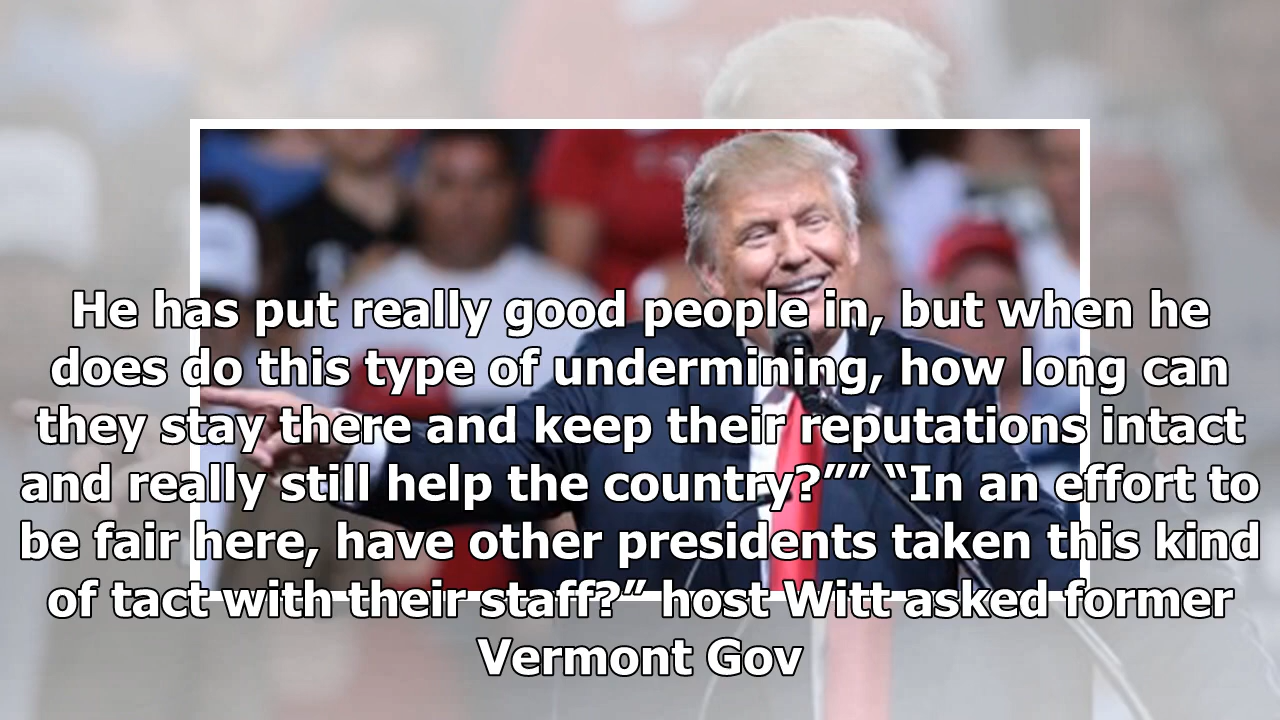 He has put really good people in, but when he
does do this type of undermining, how long can
they stay there and keep their reputations intact
and really still help the country?”” “In an effort to
be fair here, have other presidents taken this kind
of tact with their staff?” host Witt asked former
Vermont Gov